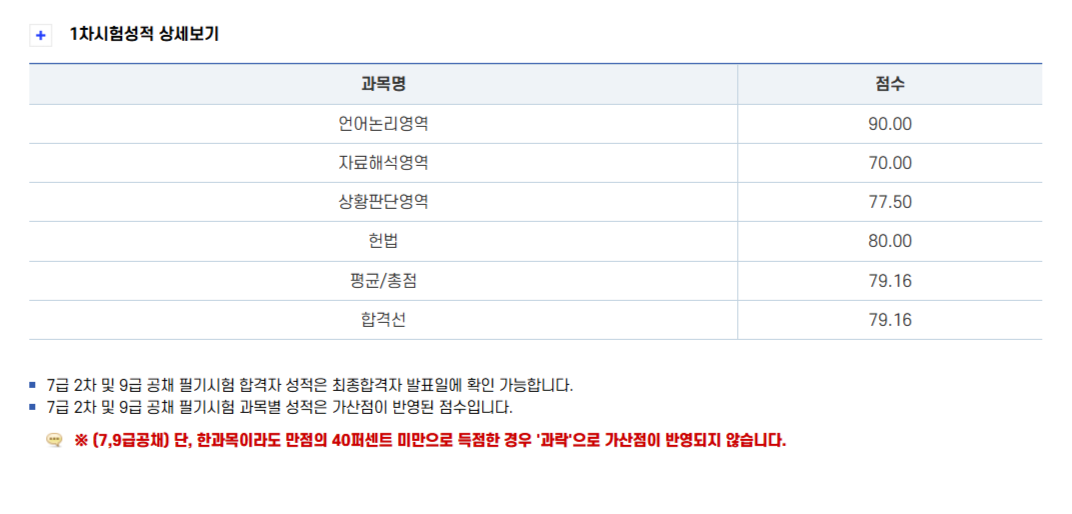 1차시험성적 상세보기
과목명 점수
언어논리영역 90.00
자료해석영역 70.00
상황판단영역 77.50
헌법 80.00
평균/총점 79.16
합격선 79.16
7급 2차 및 9급 공채 필기시험 합격자 성적은 최종합격자 발표일에 확인 가능합니다.
7급 2차 및 9급 공채 필기시험 과목별 성적은 가산점이 반영된 점수입니다.
※ (7,9급공채) 단, 한과목이라도 만점의 40퍼센트 미만으로 득점한 경우 '과락'으로 가산점이 반영되지 않습니다.